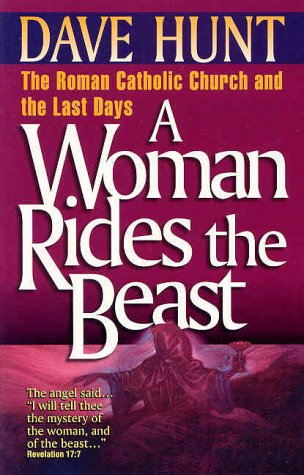 DAVE HUNT
The Roman Catholic Church and
the Last Days
A
Woman
Rides the
Beast
The angel said...
"I will tell thee
the mystery of
the woman, and
of the beast..."
Revelation 17:7